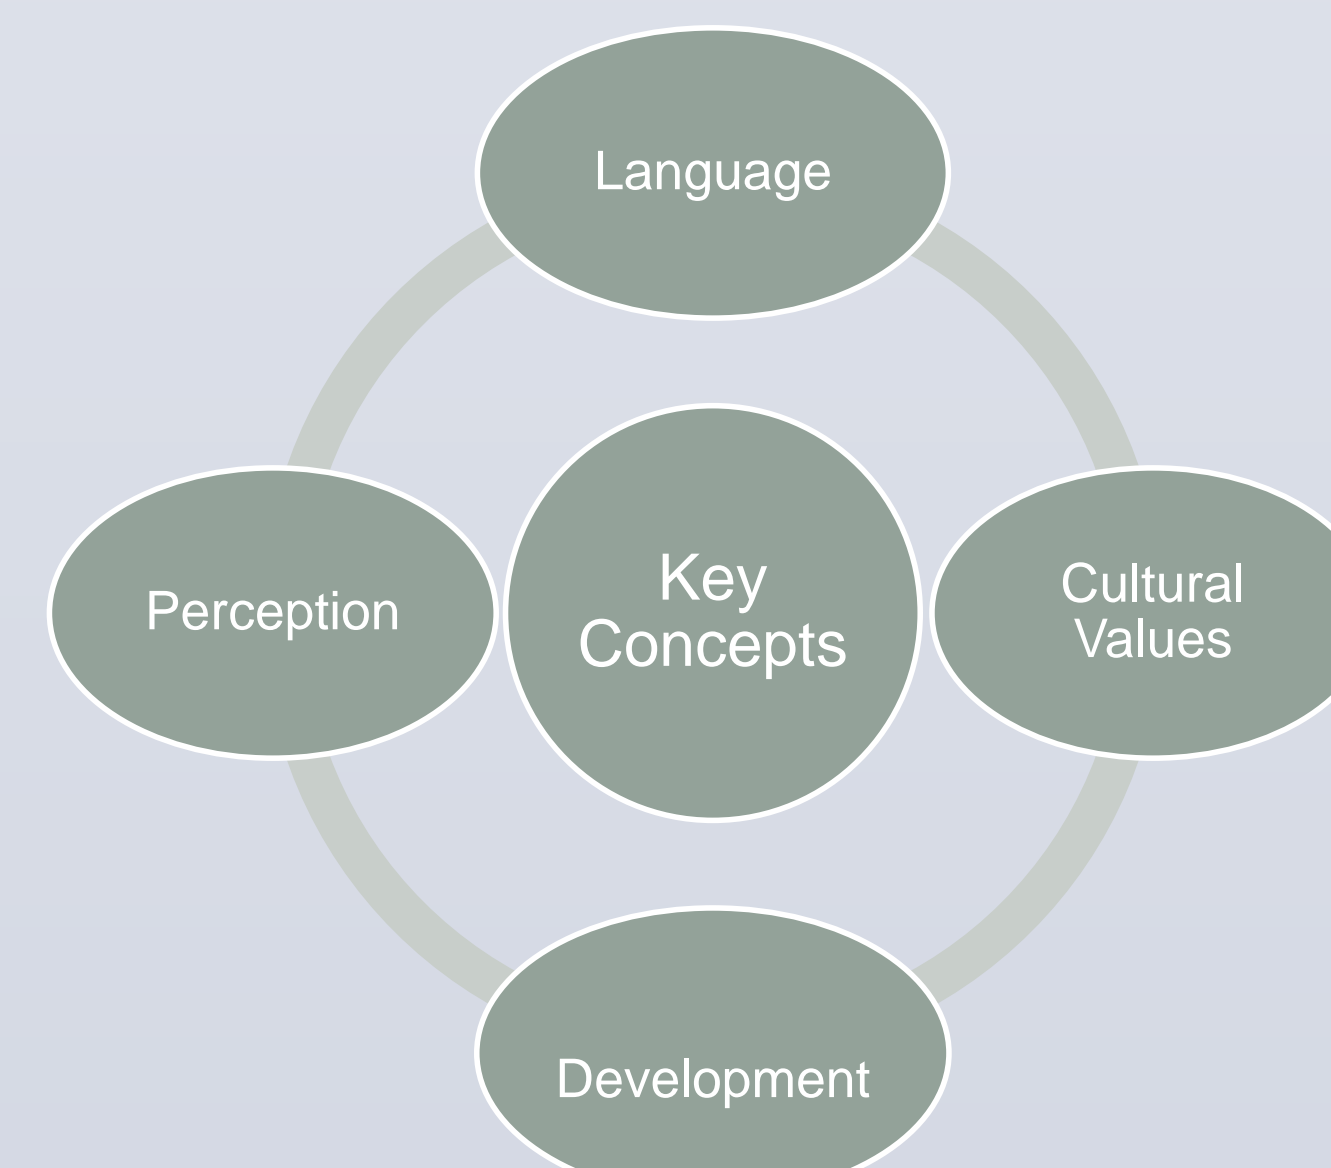 Language
Perception
Key
Concepts
Cultural
Values
Development